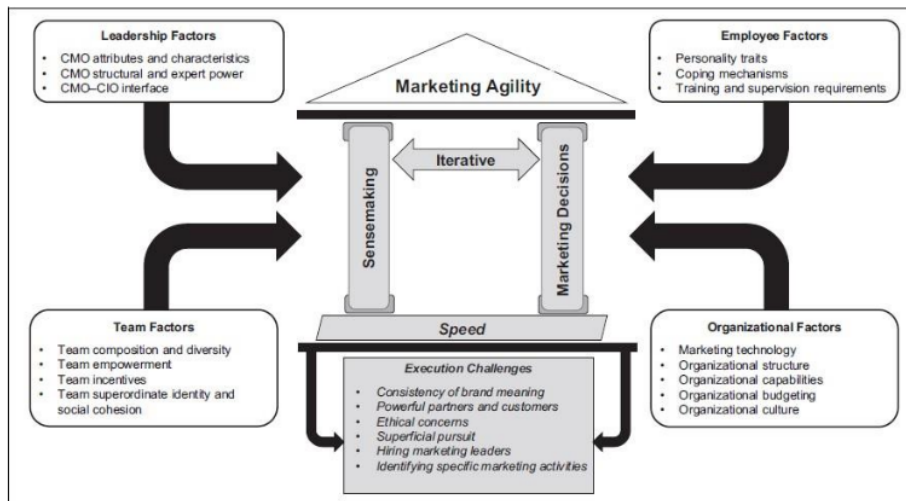 Leadership Factors
• CMO attributes and characteristics
• CMO structural and expert power
• CMO–CIO interface
Employee Factors
• Personality traits
• Coping mechanisms
• Training and supervision requirements
Marketing Agility
Iterative
Sensemaking
Marketing Decisions
Speed
Team Factors
• Team composition and diversity
• Team empowerment
• Team incentives
• Team superordinate identity and
social cohesion
Execution Challenges
• Consistency of brand meaning
• Powerful partners and customers
• Ethical concerns
• Superficial pursuit
• Hiring marketing leaders
• Identifying specific marketing activities
Organizational Factors
• Marketing technology
• Organizational structure
• Organizational capabilities
• Organizational budgeting
• Organizational culture